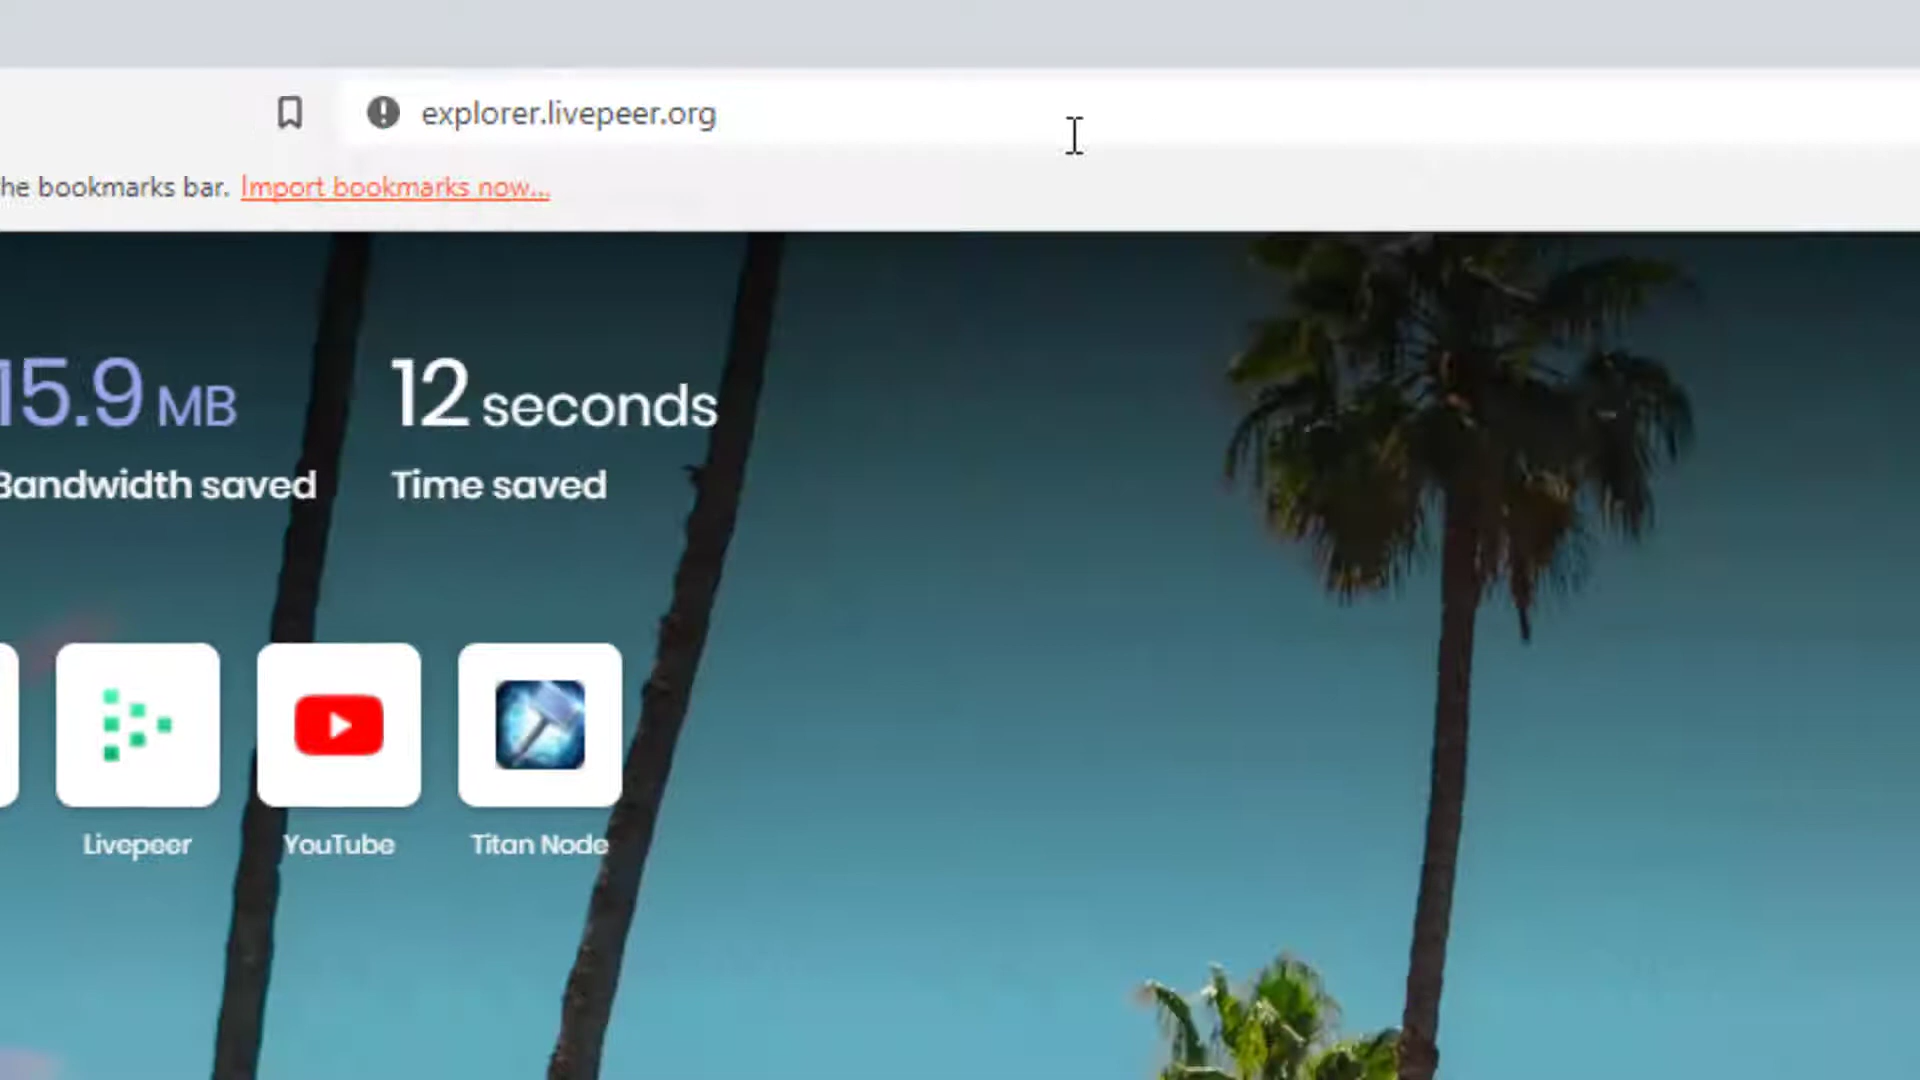 explorer.livepeer.org
he bookmarks bar. Import bookmarks now...
15.9 MB
12 seconds
Bandwidth saved
Time saved
Livepeer
YouTube
Titan Node